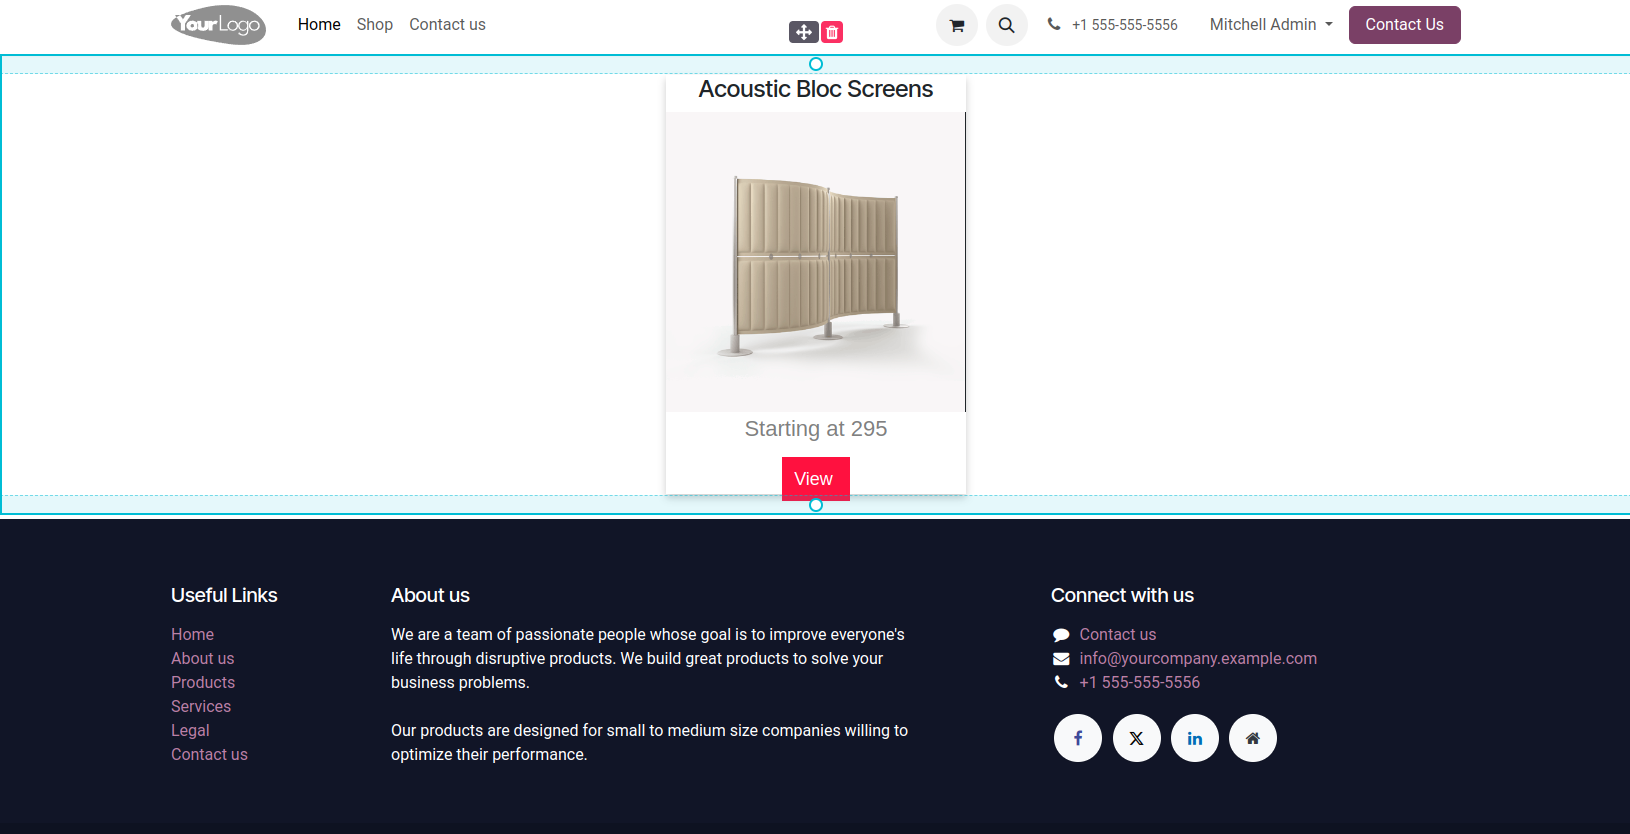 YourLogo
Home Shop Contact us
+1 555-555-5556
Mitchell Admin
Contact Us
Acoustic Bloc Screens
Starting at 295
View
Useful Links
Home
About us
Products
Services
Legal
Contact us
About us
We are a team of passionate people whose goal is to improve everyone's
life through disruptive products. We build great products to solve your
business problems.
Our products are designed for small to medium size companies willing to
optimize their performance.
Connect with us
Contact us
info@yourcompany.example.com
+1 555-555-5556